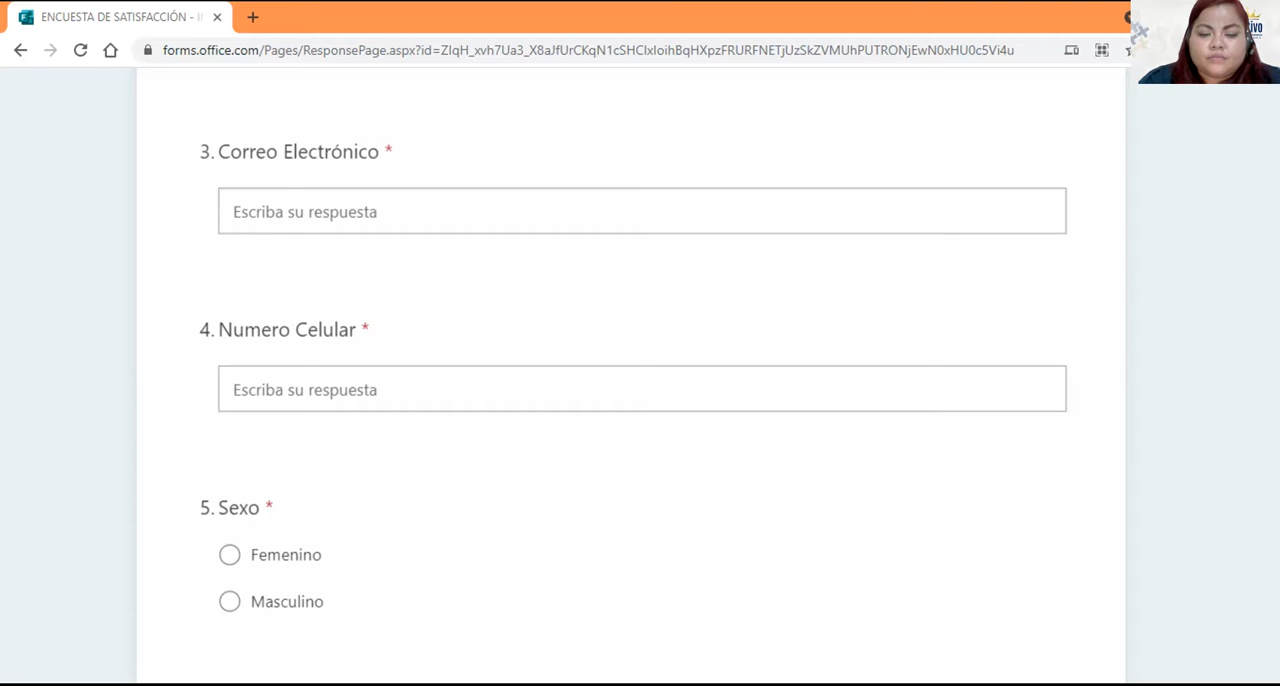 ENCUESTA DE SATISFACCIÓN -
forms.office.com/Pages/ResponsePage.aspx?id=ZIqH_xvh7Ua3_X8aJfUrCKqN1cSHClxIoihBqHXpzFRURFNETjUzSkZVMUhPUTRONjEwN0xHU0c5Vi4u
3. Correo Electrónico *
Escriba su respuesta
4. Numero Celular *
Escriba su respuesta
5. Sexo *
Femenino
Masculino